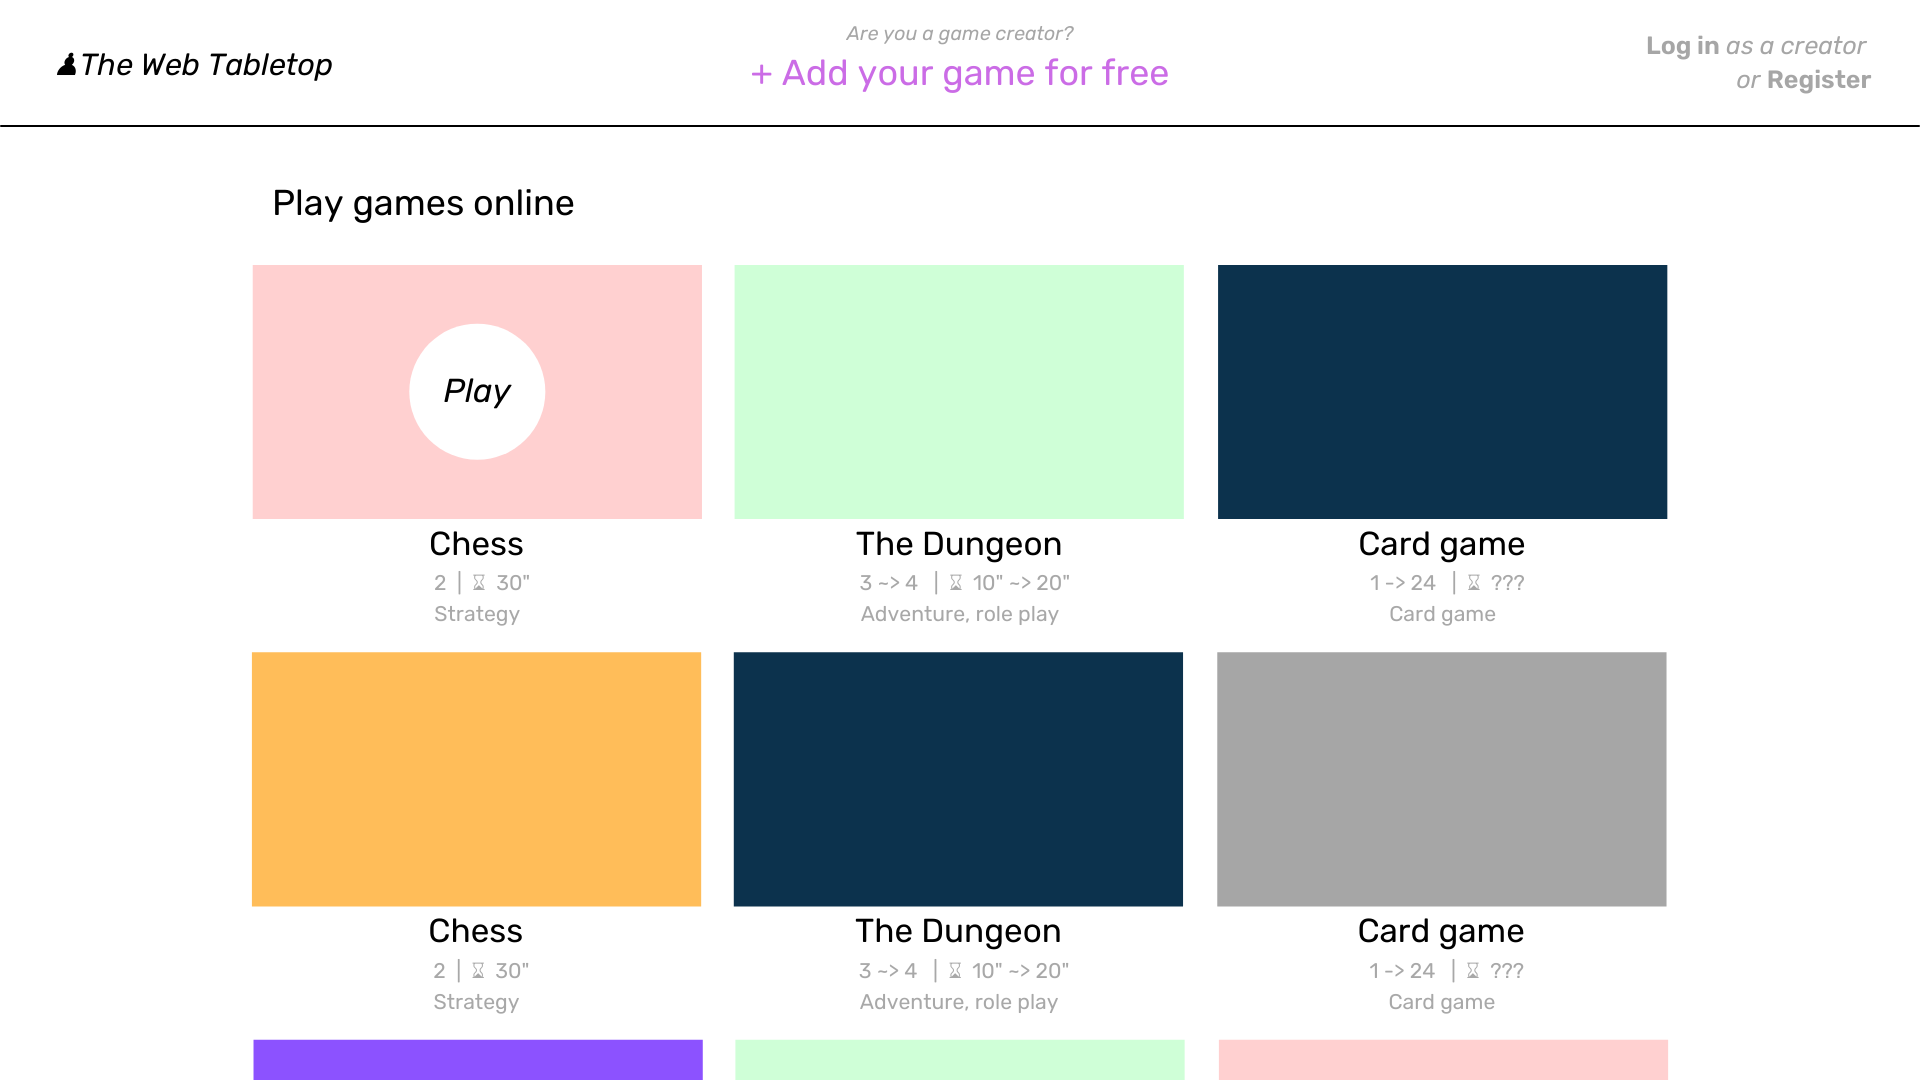 ♟The Web Tabletop
Are you a game creator?
+ Add your game for free
Log in as a creator
or Register
Play games online
Play
Chess
2 | ⌛ 30"
Strategy
The Dungeon
3 ~> 4 | ⌛ 10" ~> 20"
Adventure, role play
Card game
1 -> 24 | ⌛ ???
Card game
Chess
2 | ⌛ 30"
Strategy
The Dungeon
3 ~> 4 | ⌛ 10" ~> 20"
Adventure, role play
Card game
1 -> 24 | ⌛ ???
Card game